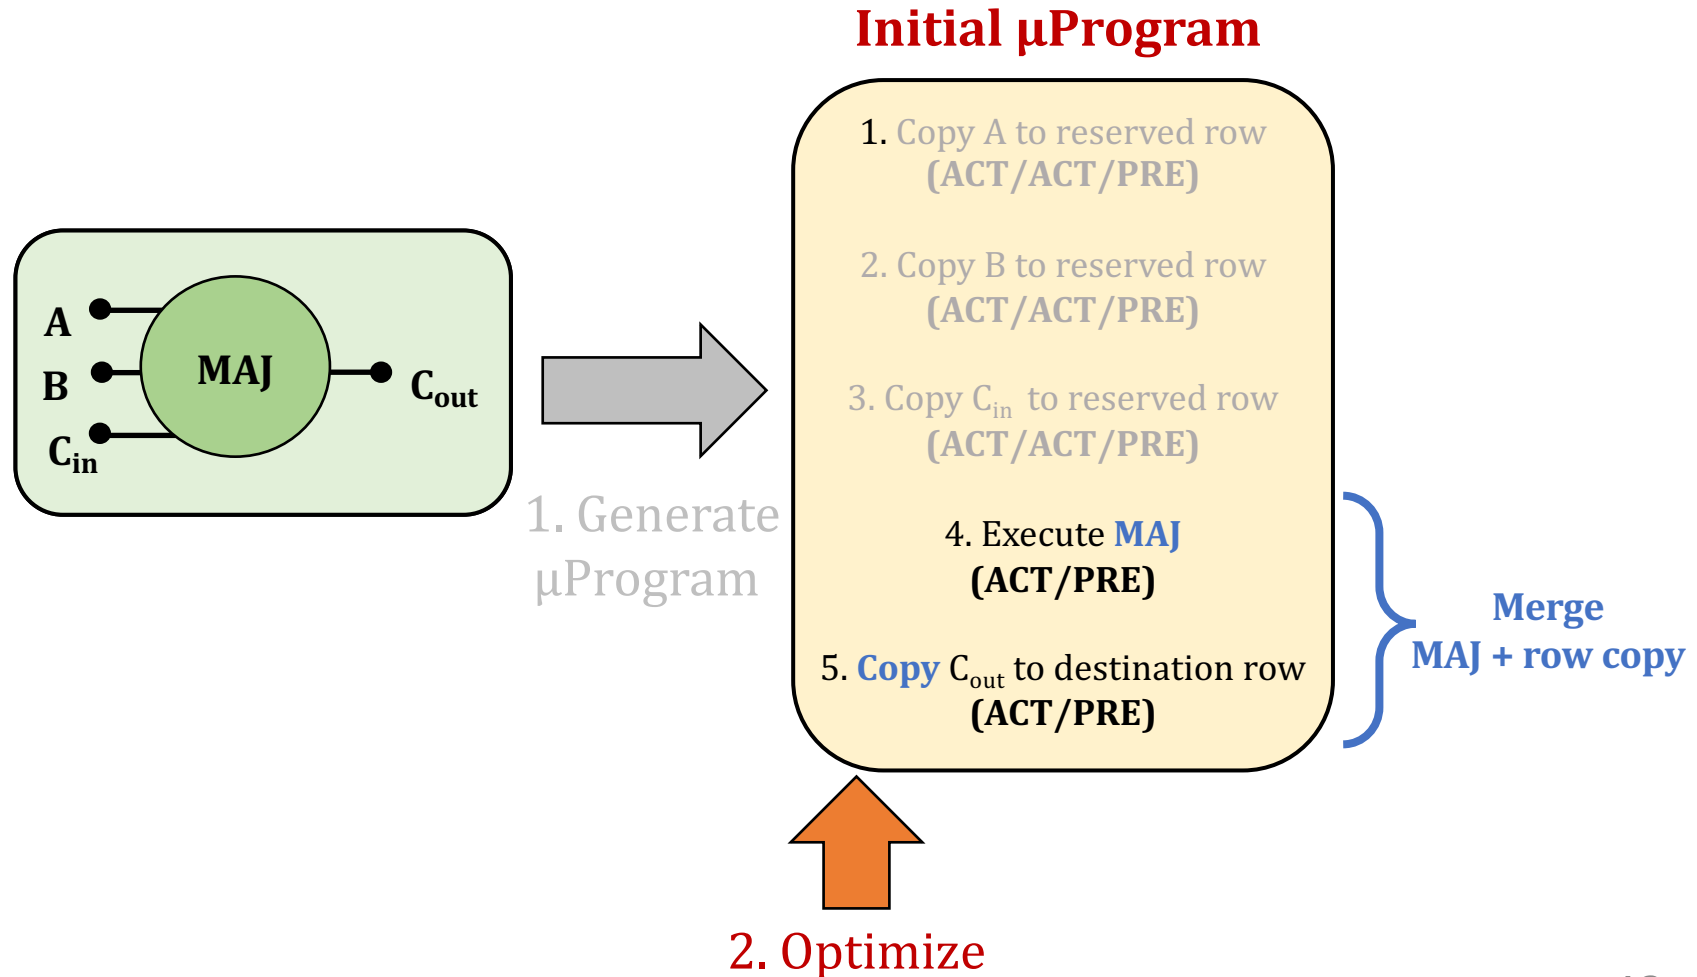 Initial μProgram
1. Copy A to reserved row
(ACT/ACT/PRE)
2. Copy B to reserved row
(ACT/ACT/PRE)
3. Copy Cin to reserved row
(ACT/ACT/PRE)
4. Execute MAJ
(ACT/PRE)
5. Copy Cout to destination row
(ACT/PRE)
A
B
Cin
MAJ
Cout
1. Generate
μProgram
Merge
MAJ + row copy
2. Optimize